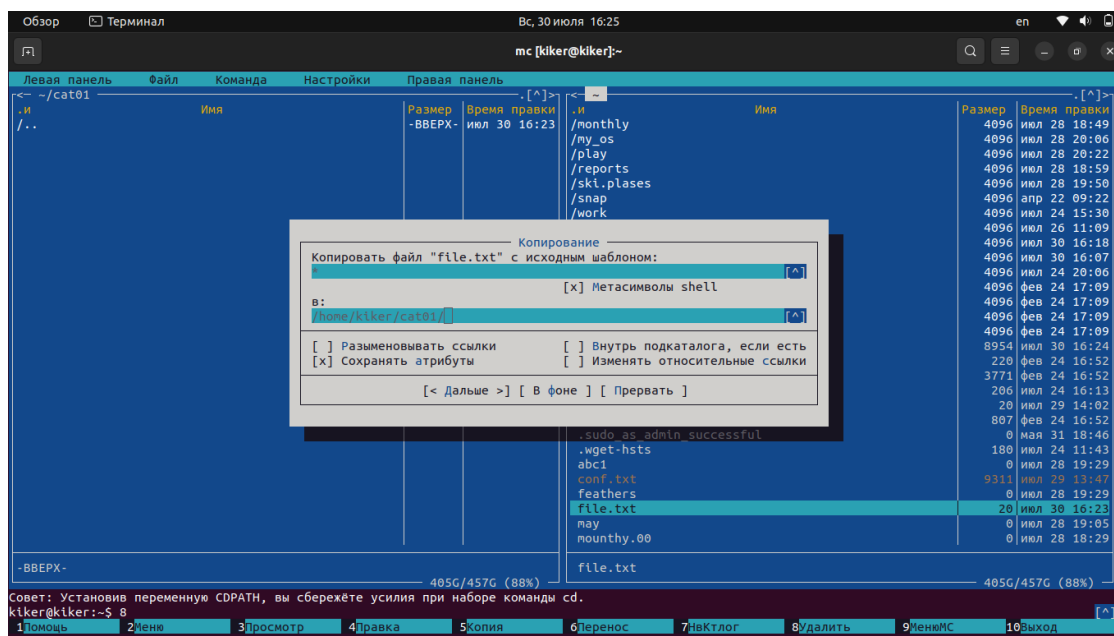 Обзор Терминал Вс, 30 июля 16:25 en
mc [kiker@kiker]:~
Левая панель Файл Команда Настройки Правая панель
<─ ~/cat01 .[^]>
.и Имя Размер Время правки
/.. -ВВЕРХ- июл 30 16:23
<─ ~ .[^]>
.и Имя Размер Время правки
/monthly 4096 июл 28 18:49
/my_os 4096 июл 28 20:06
/play 4096 июл 28 20:22
/reports 4096 июл 28 18:59
/ski.plases 4096 июл 28 19:50
/snap 4096 апр 22 09:22
/work 4096 июл 24 15:30
4096 июл 26 11:09
4096 июл 30 16:18
4096 июл 30 16:07
4096 июл 24 20:06
4096 фев 24 17:09
4096 фев 24 17:09
4096 фев 24 17:09
4096 фев 24 17:09
8954 июл 30 16:24
220 фев 24 16:52
3771 фев 24 16:52
206 июл 24 16:13
20 июл 29 14:02
807 фев 24 16:52
.sudo_as_admin_successful 0 мая 31 18:46
.wget-hsts 180 июл 24 11:43
abc1 0 июл 28 19:29
conf.txt 9311 июл 29 13:47
feathers 0 июл 28 19:29
file.txt 20 июл 30 16:23
may 0 июл 28 19:05
mounthy.00 0 июл 28 18:29
Копирование
Копировать файл "file.txt" с исходным шаблоном:
* [^]
[x] Метасимволы shell
в:
/home/kiker/cat01/ [^]
[ ] Разыменовывать ссылки [ ] Внутрь подкаталога, если есть
[x] Сохранять атрибуты [ ] Изменять относительные ссылки
[< Дальше >] [ В фоне ] [ Прервать ]
-ВВЕРХ- file.txt
405G/457G (88%) 405G/457G (88%)
Совет: Установив переменную CDPATH, вы сбережёте усилия при наборе команды cd.
kiker@kiker:~$ 8 [^]
1Помощь 2Меню 3Просмотр 4Правка 5Копия 6Перенос 7НвКтлог 8Удалить 9МенюМС 10Выход